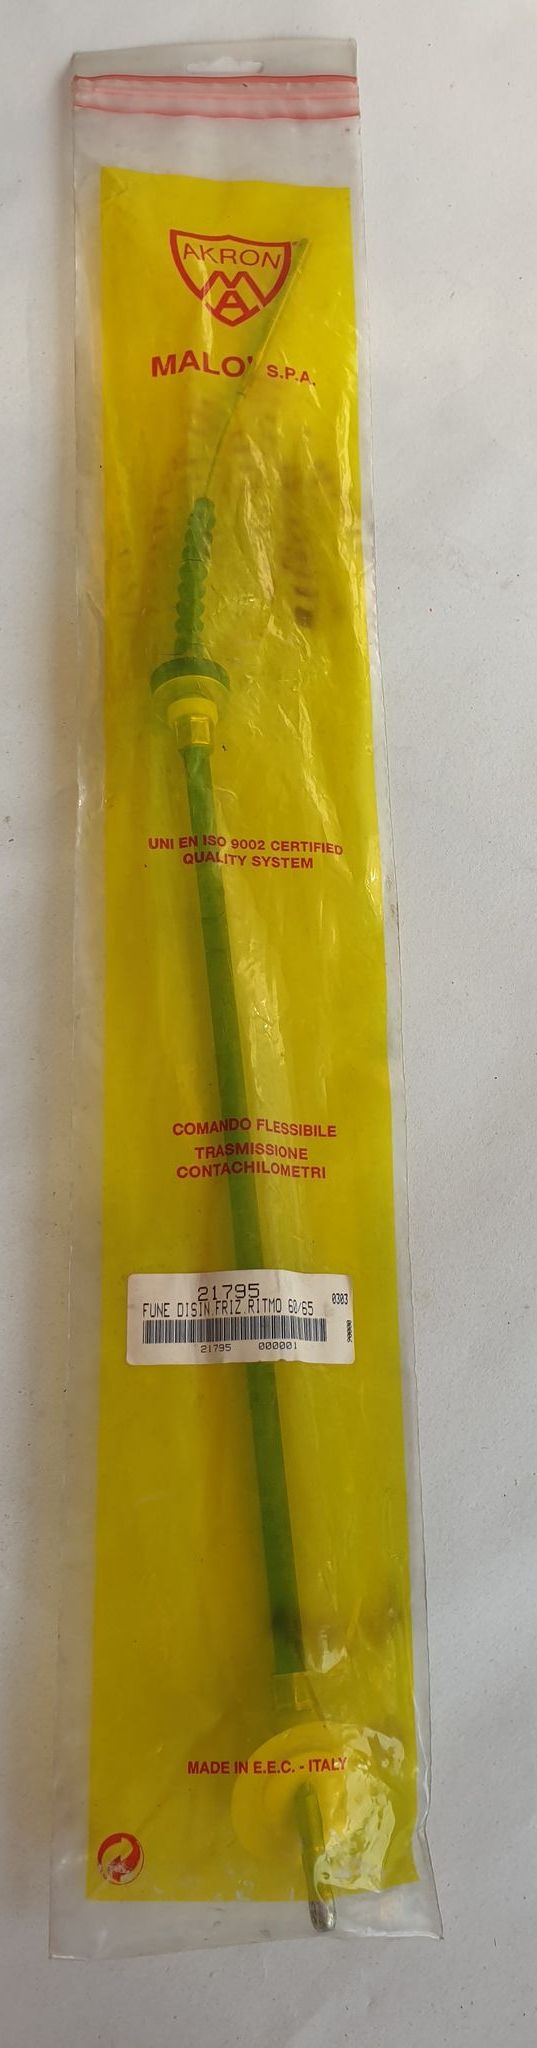 AKRON
MA
MALO' S.P.A.
UNI EN ISO 9002 CERTIFIED
QUALITY SYSTEM
COMANDO FLESSIBILE
TRASMISSIONE
CONTACHILOMETRI
21795
FUNE DISIN.FRIZ.RITMO 60/65
0303
21795 000001
MADE IN E.E.C. - ITALY